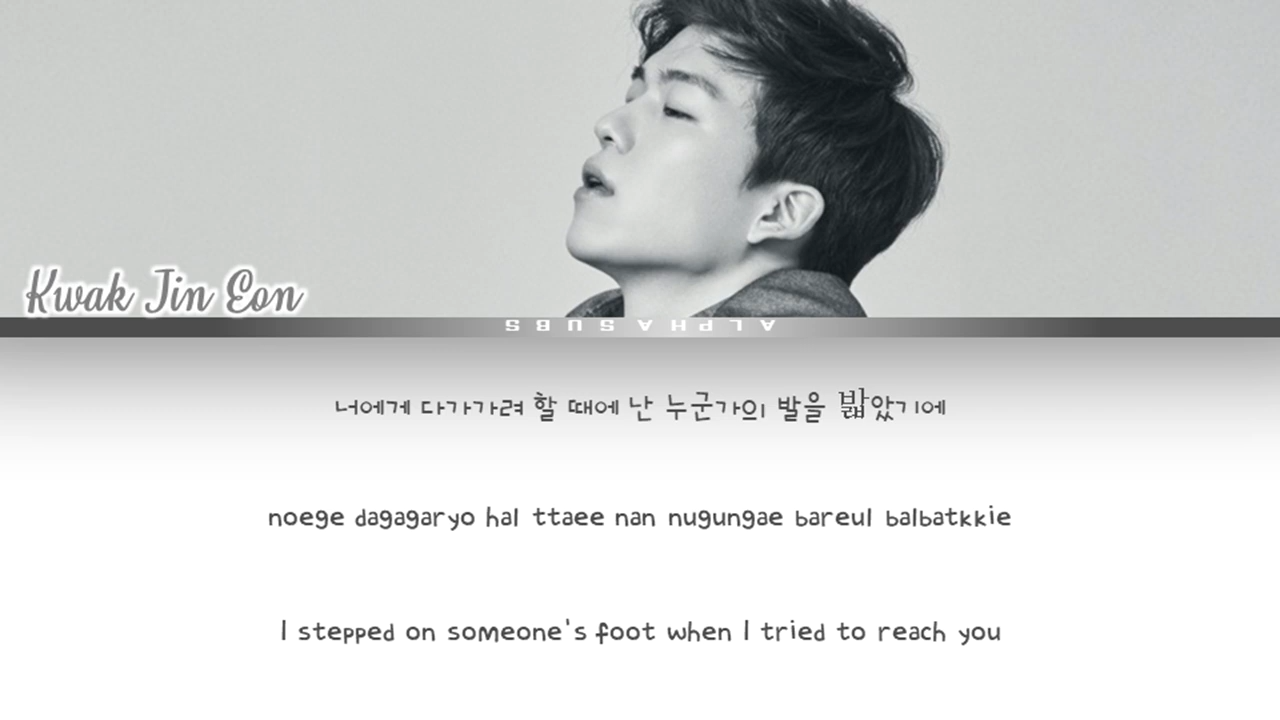 Kwak Jin Eon
ALPHASUBS
너에게 다가가려 할 때에 난 누군가의 발을 밟았기에
noege dagagaryo hal ttaee nan nugungae bareul balbatkkie
I stepped on someone's foot when I tried to reach you